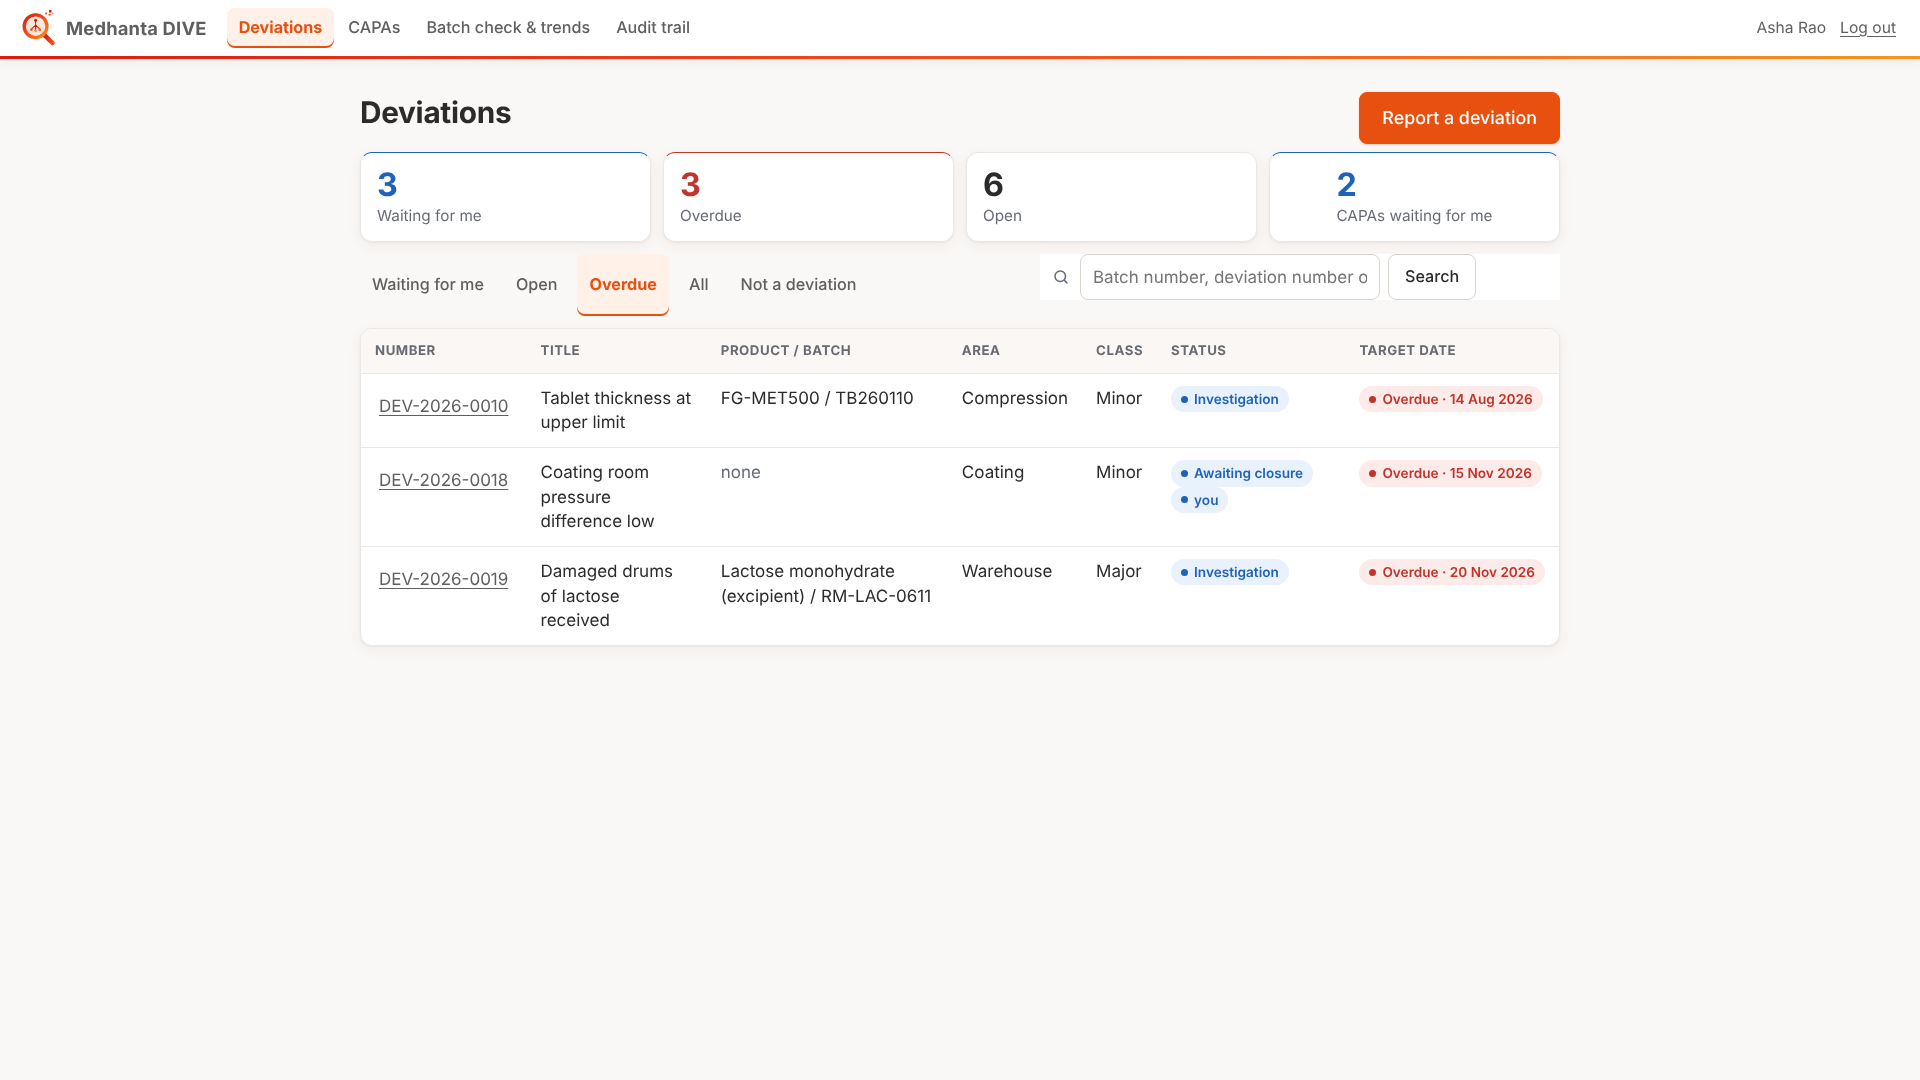 Medhanta DIVE Deviations CAPAs Batch check & trends Audit trail Asha Rao Log out
Deviations
Report a deviation
3
Waiting for me
3
Overdue
6
Open
2
CAPAs waiting for me
Waiting for me Open Overdue All Not a deviation
Batch number, deviation number o Search
NUMBER TITLE PRODUCT / BATCH AREA CLASS STATUS TARGET DATE
DEV-2026-0010 Tablet thickness at FG-MET500 / TB260110 Compression Minor Investigation Overdue · 14 Aug 2026
upper limit
DEV-2026-0018 Coating room none Coating Minor Awaiting closure Overdue · 15 Nov 2026
pressure you
difference low
DEV-2026-0019 Damaged drums Lactose monohydrate Warehouse Major Investigation Overdue · 20 Nov 2026
of lactose (excipient) / RM-LAC-0611
received